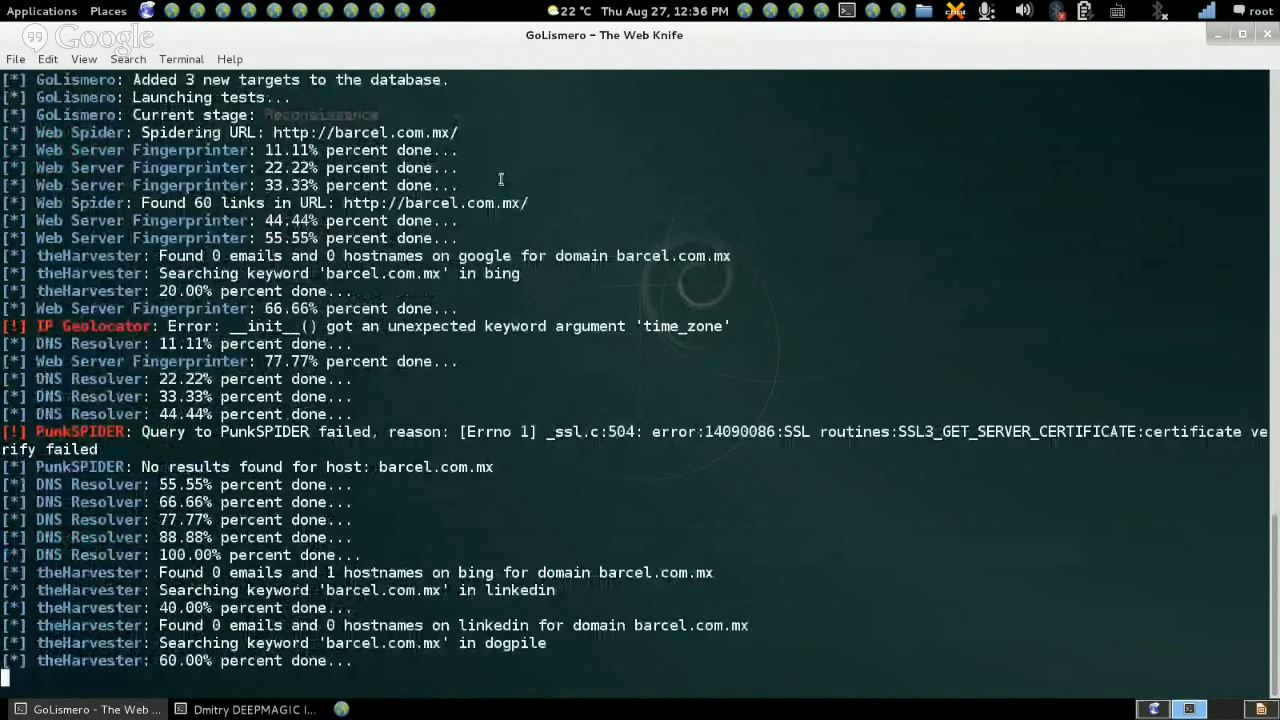 Applications Places 22 °C Thu Aug 27, 12:36 PM root
Google
GoLismero - The Web Knife
File Edit View Search Terminal Help
[*] GoLismero: Added 3 new targets to the database.
[*] GoLismero: Launching tests...
[*] GoLismero: Current stage: Reconaissance
[*] Web Spider: Spidering URL: http://barcel.com.mx/
[*] Web Server Fingerprinter: 11.11% percent done...
[*] Web Server Fingerprinter: 22.22% percent done...
[*] Web Server Fingerprinter: 33.33% percent done...
[*] Web Spider: Found 60 links in URL: http://barcel.com.mx/
[*] Web Server Fingerprinter: 44.44% percent done...
[*] Web Server Fingerprinter: 55.55% percent done...
[*] theHarvester: Found 0 emails and 0 hostnames on google for domain barcel.com.mx
[*] theHarvester: Searching keyword 'barcel.com.mx' in bing
[*] theHarvester: 20.00% percent done...
[*] Web Server Fingerprinter: 66.66% percent done...
[!] IP Geolocator: Error: __init__() got an unexpected keyword argument 'time_zone'
[*] DNS Resolver: 11.11% percent done...
[*] Web Server Fingerprinter: 77.77% percent done...
[*] DNS Resolver: 22.22% percent done...
[*] DNS Resolver: 33.33% percent done...
[*] DNS Resolver: 44.44% percent done...
[!] PunkSPIDER: Query to PunkSPIDER failed, reason: [Errno 1] _ssl.c:504: error:14090086:SSL routines:SSL3_GET_SERVER_CERTIFICATE:certificate ve
rify failed
[*] PunkSPIDER: No results found for host: barcel.com.mx
[*] DNS Resolver: 55.55% percent done...
[*] DNS Resolver: 66.66% percent done...
[*] DNS Resolver: 77.77% percent done...
[*] DNS Resolver: 88.88% percent done...
[*] DNS Resolver: 100.00% percent done...
[*] theHarvester: Found 0 emails and 1 hostnames on bing for domain barcel.com.mx
[*] theHarvester: Searching keyword 'barcel.com.mx' in linkedin
[*] theHarvester: 40.00% percent done...
[*] theHarvester: Found 0 emails and 0 hostnames on linkedin for domain barcel.com.mx
[*] theHarvester: Searching keyword 'barcel.com.mx' in dogpile
[*] theHarvester: 60.00% percent done...
GoLismero - The Web ... Dmitry DEEPMAGIC I...